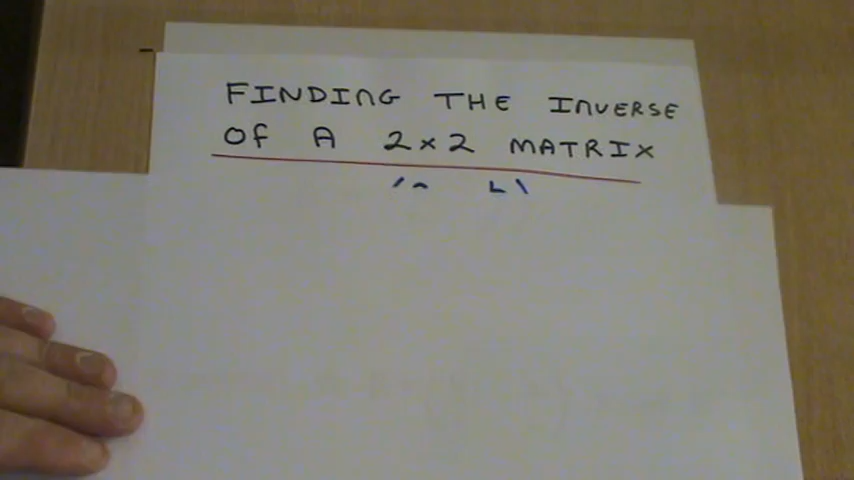 FINDING THE INVERSE
OF A 2×2 MATRIX